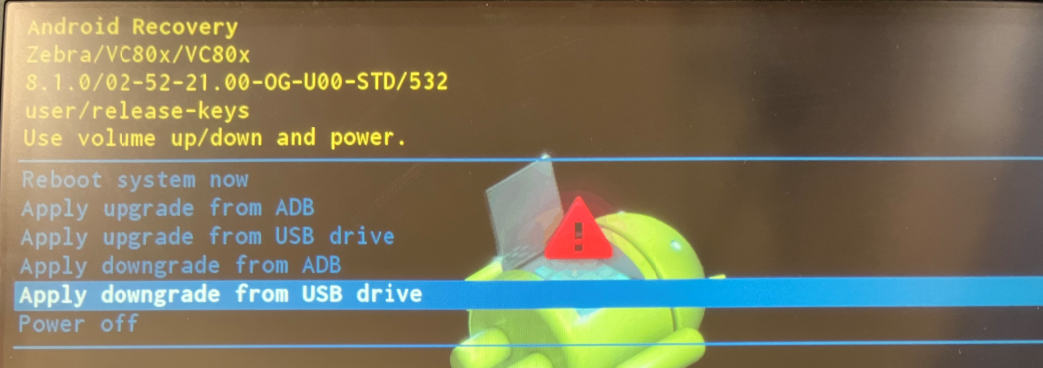 Android Recovery
Zebra/VC80x/VC80x
8.1.0/02-52-21.00-OG-U00-STD/532
user/release-keys
Use volume up/down and power.
Reboot system now
Apply upgrade from ADB
Apply upgrade from USB drive
Apply downgrade from ADB
Apply downgrade from USB drive
Power off